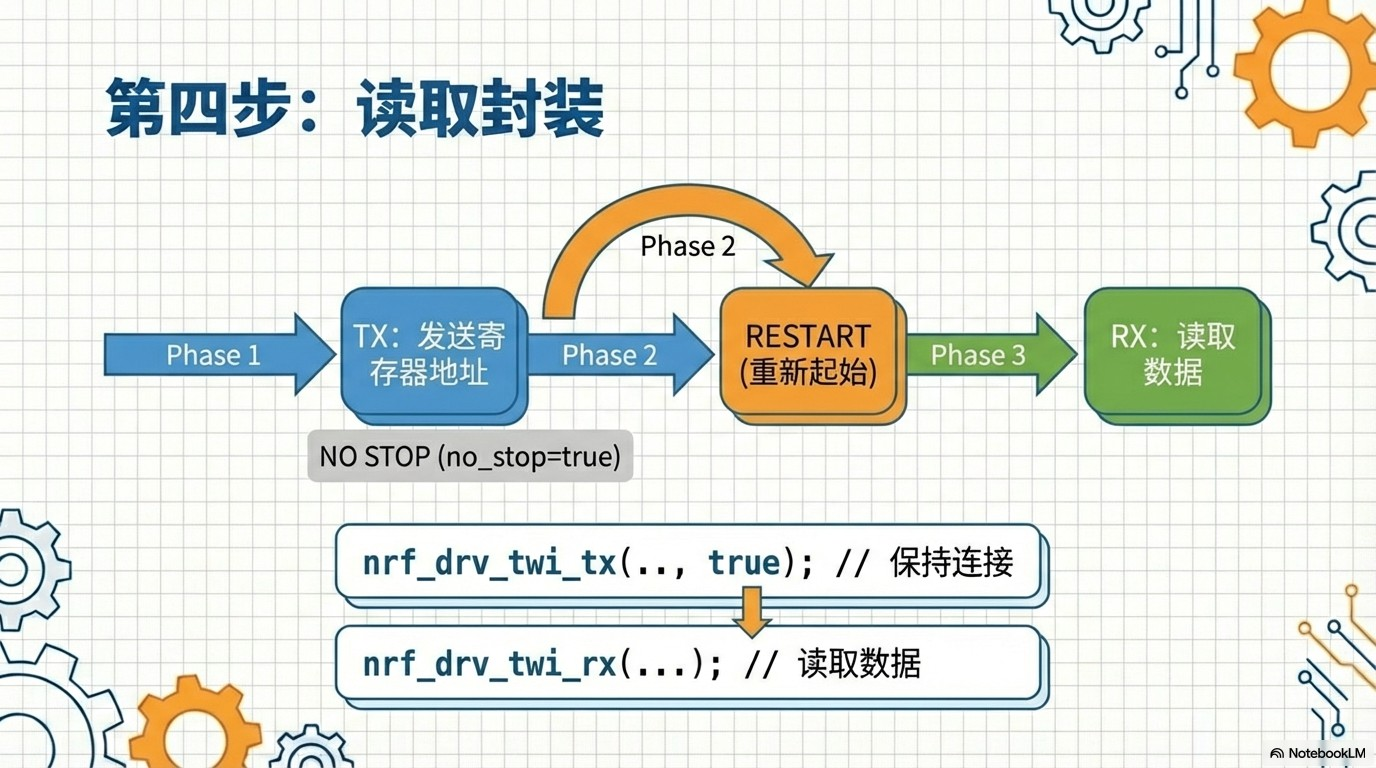 第四步：读取封装
Phase 2
Phase 1
TX：发送寄
存器地址
Phase 2
RESTART
(重新起始)
Phase 3
RX：读取
数据
NO STOP (no_stop=true)
nrf_drv_twi_tx(.., true); // 保持连接
nrf_drv_twi_rx(...); // 读取数据
NotebookLM